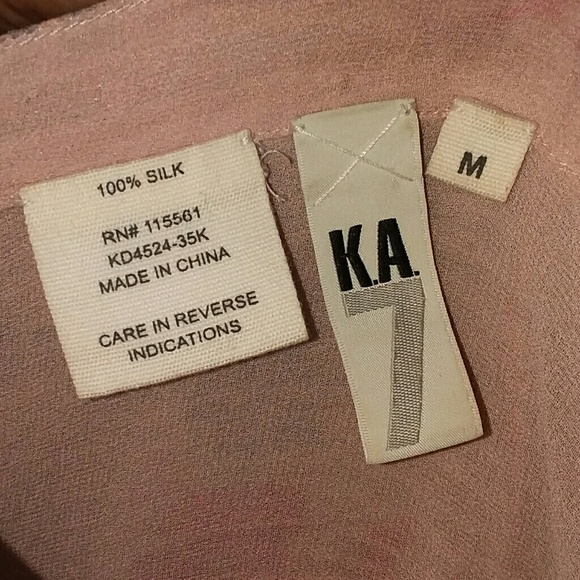 100% SILK
RN# 115561
KD4524-35K
MADE IN CHINA
CARE IN REVERSE
INDICATIONS
K.A.
7
M